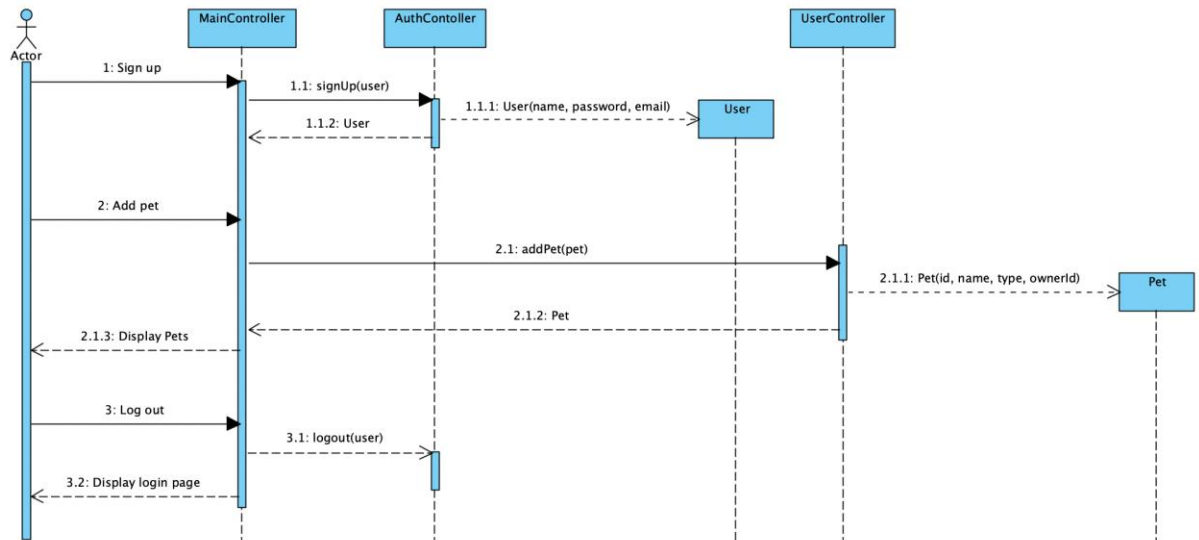 MainController
AuthContoller
UserController
Actor
1: Sign up
1.1: signUp(user)
1.1.1: User(name, password, email)
User
1.1.2: User
2: Add pet
2.1: addPet(pet)
2.1.1: Pet(id, name, type, ownerId)
Pet
2.1.2: Pet
2.1.3: Display Pets
3: Log out
3.1: logout(user)
3.2: Display login page